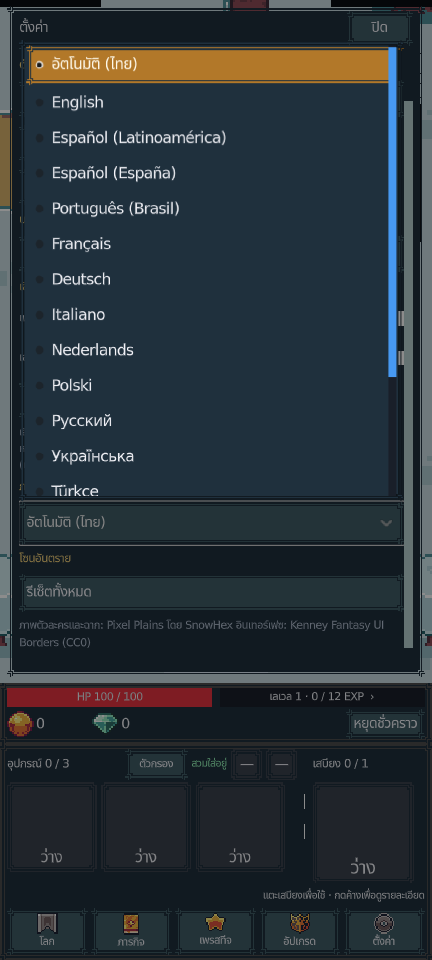 ตั้งค่า
ปิด
อัตโนมัติ (ไทย)
English
Español (Latinoamérica)
Español (España)
Português (Brasil)
Français
Deutsch
Italiano
Nederlands
Polski
Русский
Українська
Türkçe
อัตโนมัติ (ไทย)
โซนอันตราย
รีเซ็ตทั้งหมด
ภาพตัวละครและฉาก: Pixel Plains โดย SnowHex อินเทอร์เฟซ: Kenney Fantasy UI
Borders (CC0)
HP 100 / 100
เลเวล 1 · 0 / 12 EXP ›
0
0
หยุดชั่วคราว
อุปกรณ์ 0 / 3
ตัวกรอง
สวมใส่อยู่
—
—
เสบียง 0 / 1
ว่าง
ว่าง
ว่าง
ว่าง
แตะเสบียงเพื่อใช้ · กดค้างเพื่อดูรายละเอียด
โลก
ภารกิจ
เพรสทีจ
อัปเกรด
ตั้งค่า